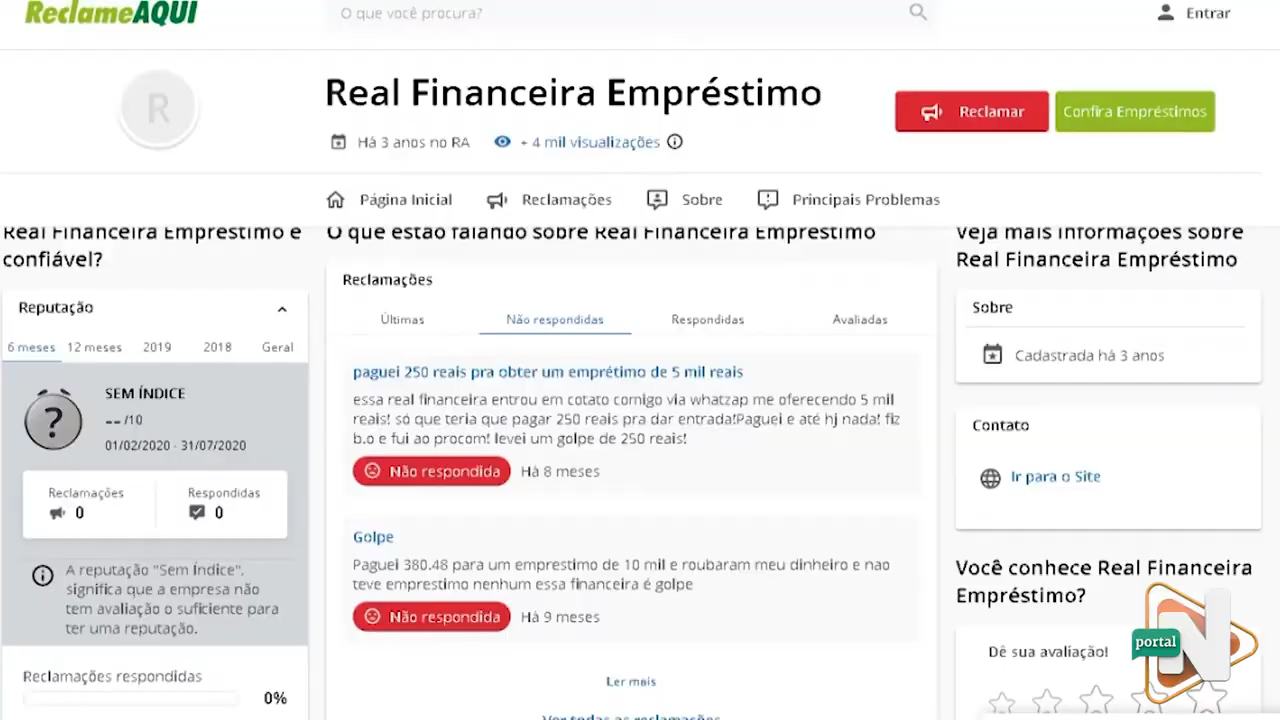 ReclameAQUI
O que você procura?
Entrar
R
Real Financeira Empréstimo
Há 3 anos no RA
+ 4 mil visualizações
Reclamar
Confira Empréstimos
Página Inicial
Reclamações
Sobre
Principais Problemas
Real Financeira Empréstimo é
confiável?
Reputação
6 meses
12 meses
2019
2018
Geral
SEM ÍNDICE
--/10
01/02/2020 - 31/07/2020
Reclamações
0
Respondidas
0
A reputação "Sem Índice".
significa que a empresa não
tem avaliação o suficiente para
ter uma reputação.
Reclamações respondidas
0%
O que estão falando sobre Real Financeira Empréstimo
Reclamações
Últimas
Não respondidas
Respondidas
Avaliadas
paguei 250 reais pra obter um emprétimo de 5 mil reais
essa real financeira entrou em cotato comigo via whatzap me oferecendo 5 mil
reais! só que teria que pagar 250 reais pra dar entrada!Paguei e até hj nada! fiz
b.o e fui ao procom! levei um golpe de 250 reais!
Não respondida
Há 8 meses
Golpe
Paguei 380.48 para um emprestimo de 10 mil e roubaram meu dinheiro e nao
teve emprestimo nenhum essa financeira é golpe
Não respondida
Há 9 meses
Ler mais
Ver todas as reclamações
Veja mais informações sobre
Real Financeira Empréstimo
Sobre
Cadastrada há 3 anos
Contato
Ir para o Site
Você conhece Real Financeira
Empréstimo?
Dê sua avaliação!
portal
N